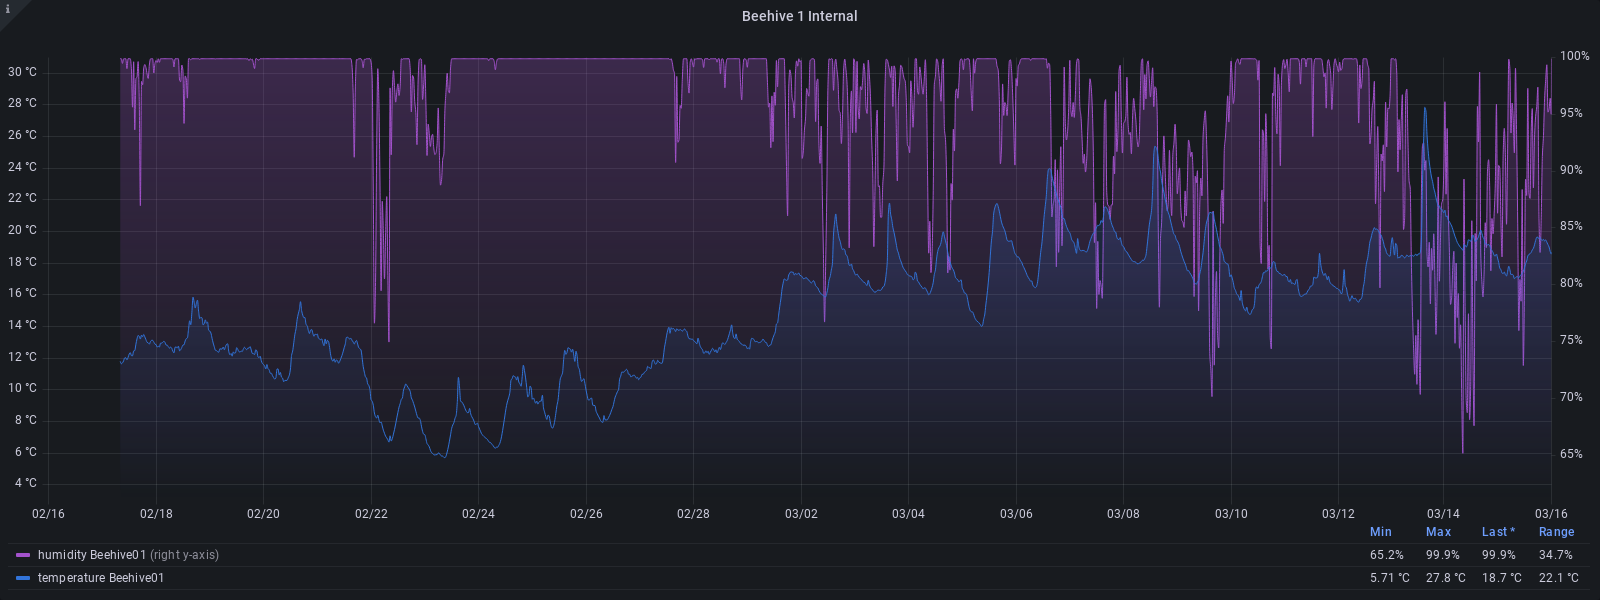 i
Beehive 1 Internal
30 °C
28 °C
26 °C
24 °C
22 °C
20 °C
18 °C
16 °C
14 °C
12 °C
10 °C
8 °C
6 °C
4 °C
100%
95%
90%
85%
80%
75%
70%
65%
02/16 02/18 02/20 02/22 02/24 02/26 02/28 03/02 03/04 03/06 03/08 03/10 03/12 03/14 03/16
Min Max Last * Range
humidity Beehive01 (right y-axis) 65.2% 99.9% 99.9% 34.7%
temperature Beehive01 5.71 °C 27.8 °C 18.7 °C 22.1 °C